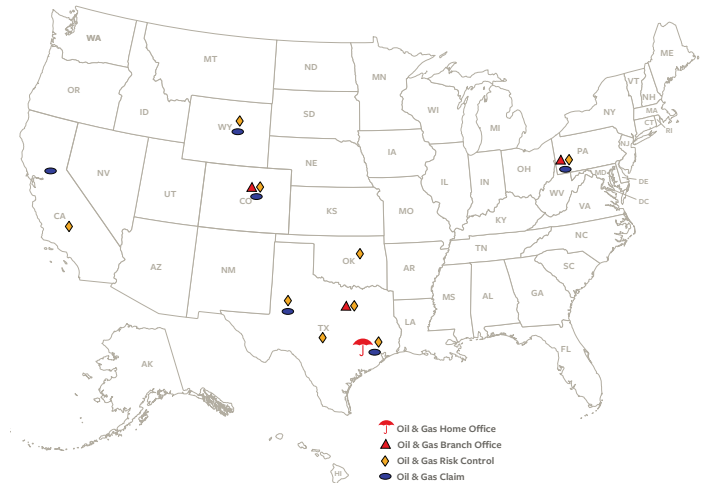 WA
ME
MT
ND
MN
VT
NH
OR
ID
SD
WI
NY
MA
WY
MI
CT
RI
IA
PA
NJ
NV
NE
OH
UT
CO
IL
IN
MD
DE
WV
DC
CA
KS
MO
VA
KY
NC
TN
AZ
NM
OK
AR
SC
MS
AL
GA
LA
TX
FL
AK
HI
Oil & Gas Home Office
Oil & Gas Branch Office
Oil & Gas Risk Control
Oil & Gas Claim